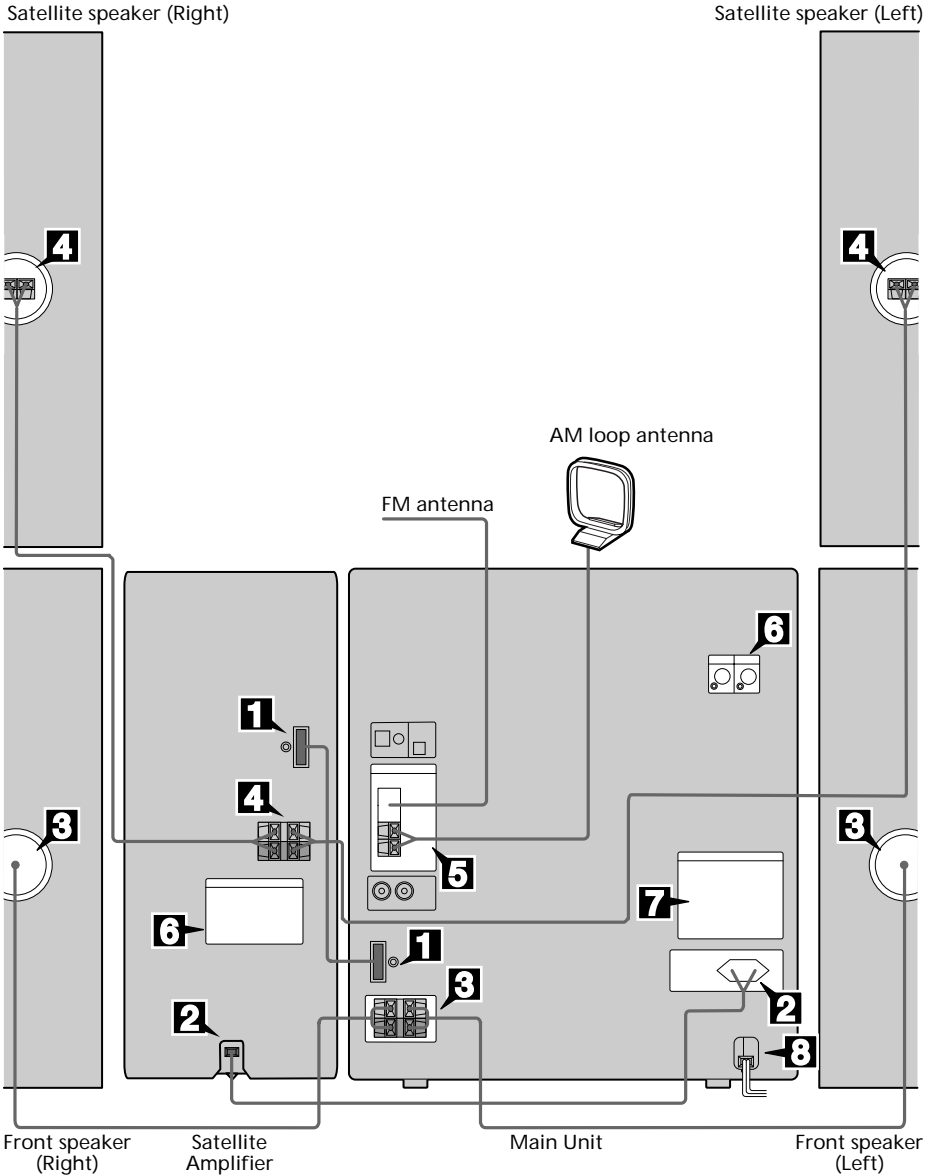 Satellite speaker (Right)
Satellite speaker (Left)
4
4
AM loop antenna
FM antenna
6
1
4
3
3
5
7
6
1
3
2
2
8
Front speaker
(Right)
Satellite
Amplifier
Main Unit
Front speaker
(Left)